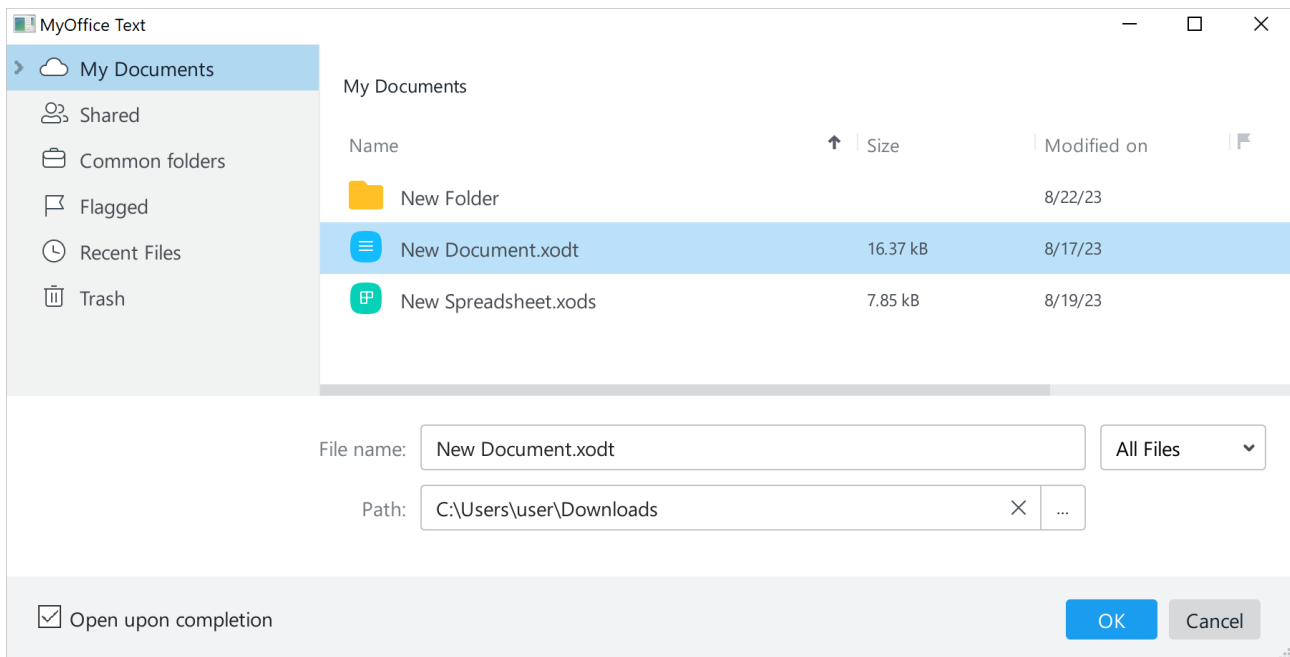 MyOffice Text
My Documents
Shared
Common folders
Flagged
Recent Files
Trash
My Documents
Name Size Modified on
New Folder 8/22/23
New Document.xodt 16.37 kB 8/17/23
New Spreadsheet.xods 7.85 kB 8/19/23
File name: New Document.xodt All Files
Path: C:\Users\user\Downloads ...
Open upon completion OK Cancel